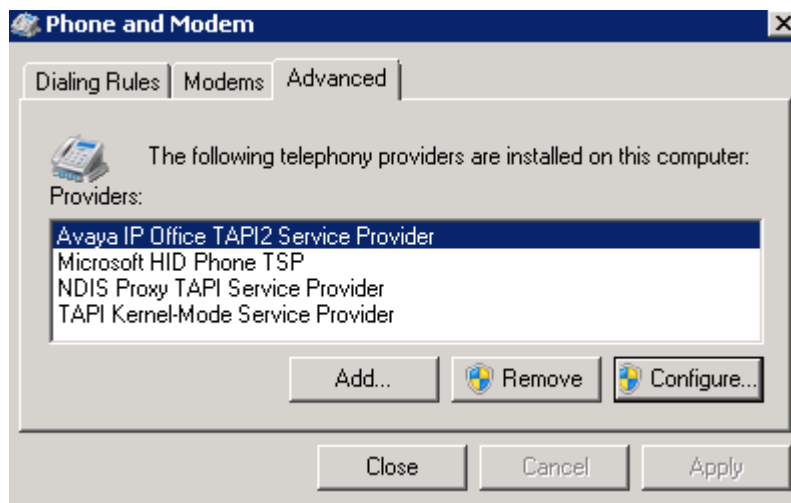 Phone and Modem
Dialing Rules Modems Advanced
The following telephony providers are installed on this computer:
Providers:
Avaya IP Office TAPI2 Service Provider
Microsoft HID Phone TSP
NDIS Proxy TAPI Service Provider
TAPI Kernel-Mode Service Provider
Add... Remove Configure...
Close Cancel Apply